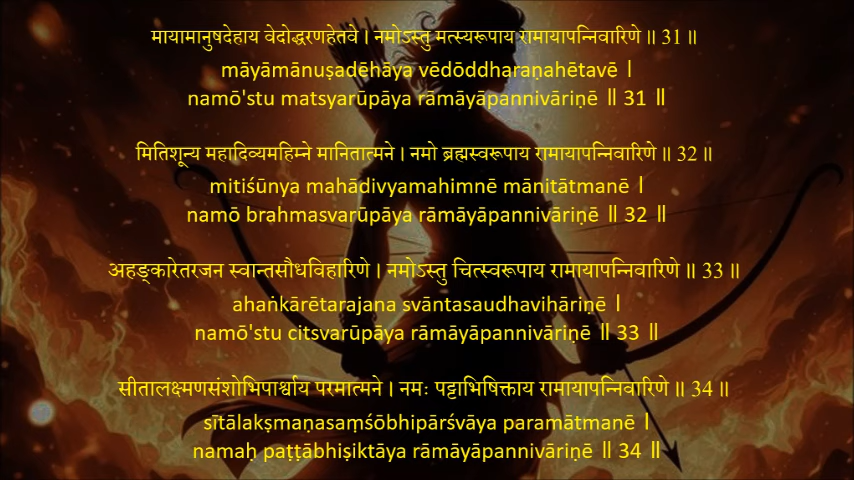 मायामानुषदेहाय वेदोद्धरणहेतवे । नमोऽस्तु मत्स्यरूपाय रामायापन्निवारिणे ॥ 31 ॥
māyāmānuṣadēhāya vēdōddharaṇahētavē ।
namō'stu matsyarūpāya rāmāyāpannivāriṇē ॥ 31 ॥
मितिशून्य महादिव्यमहिम्ने मानितात्मने । नमो ब्रह्मस्वरूपाय रामायापन्निवारिणे ॥ 32 ॥
mitiśūnya mahādivyamahimnē mānitātmanē ।
namō brahmasvarūpāya rāmāyāpannivāriṇē ॥ 32 ॥
अहङ्कारेतरजन स्वान्तसौधविहारिणे । नमोऽस्तु चित्स्वरूपाय रामायापन्निवारिणे ॥ 33 ॥
ahaṅkārētarajana svāntasaudhavihāriṇē ।
namō'stu citsvarūpāya rāmāyāpannivāriṇē ॥ 33 ॥
सीतालक्ष्मणसंशोभिपार्श्वाय परमात्मने । नमः पट्टाभिषिक्ताय रामायापन्निवारिणे ॥ 34 ॥
sītālakṣmaṇasaṃśōbhipārśvāya paramātmanē ।
namaḥ paṭṭābhiṣiktāya rāmāyāpannivāriṇē ॥ 34 ॥